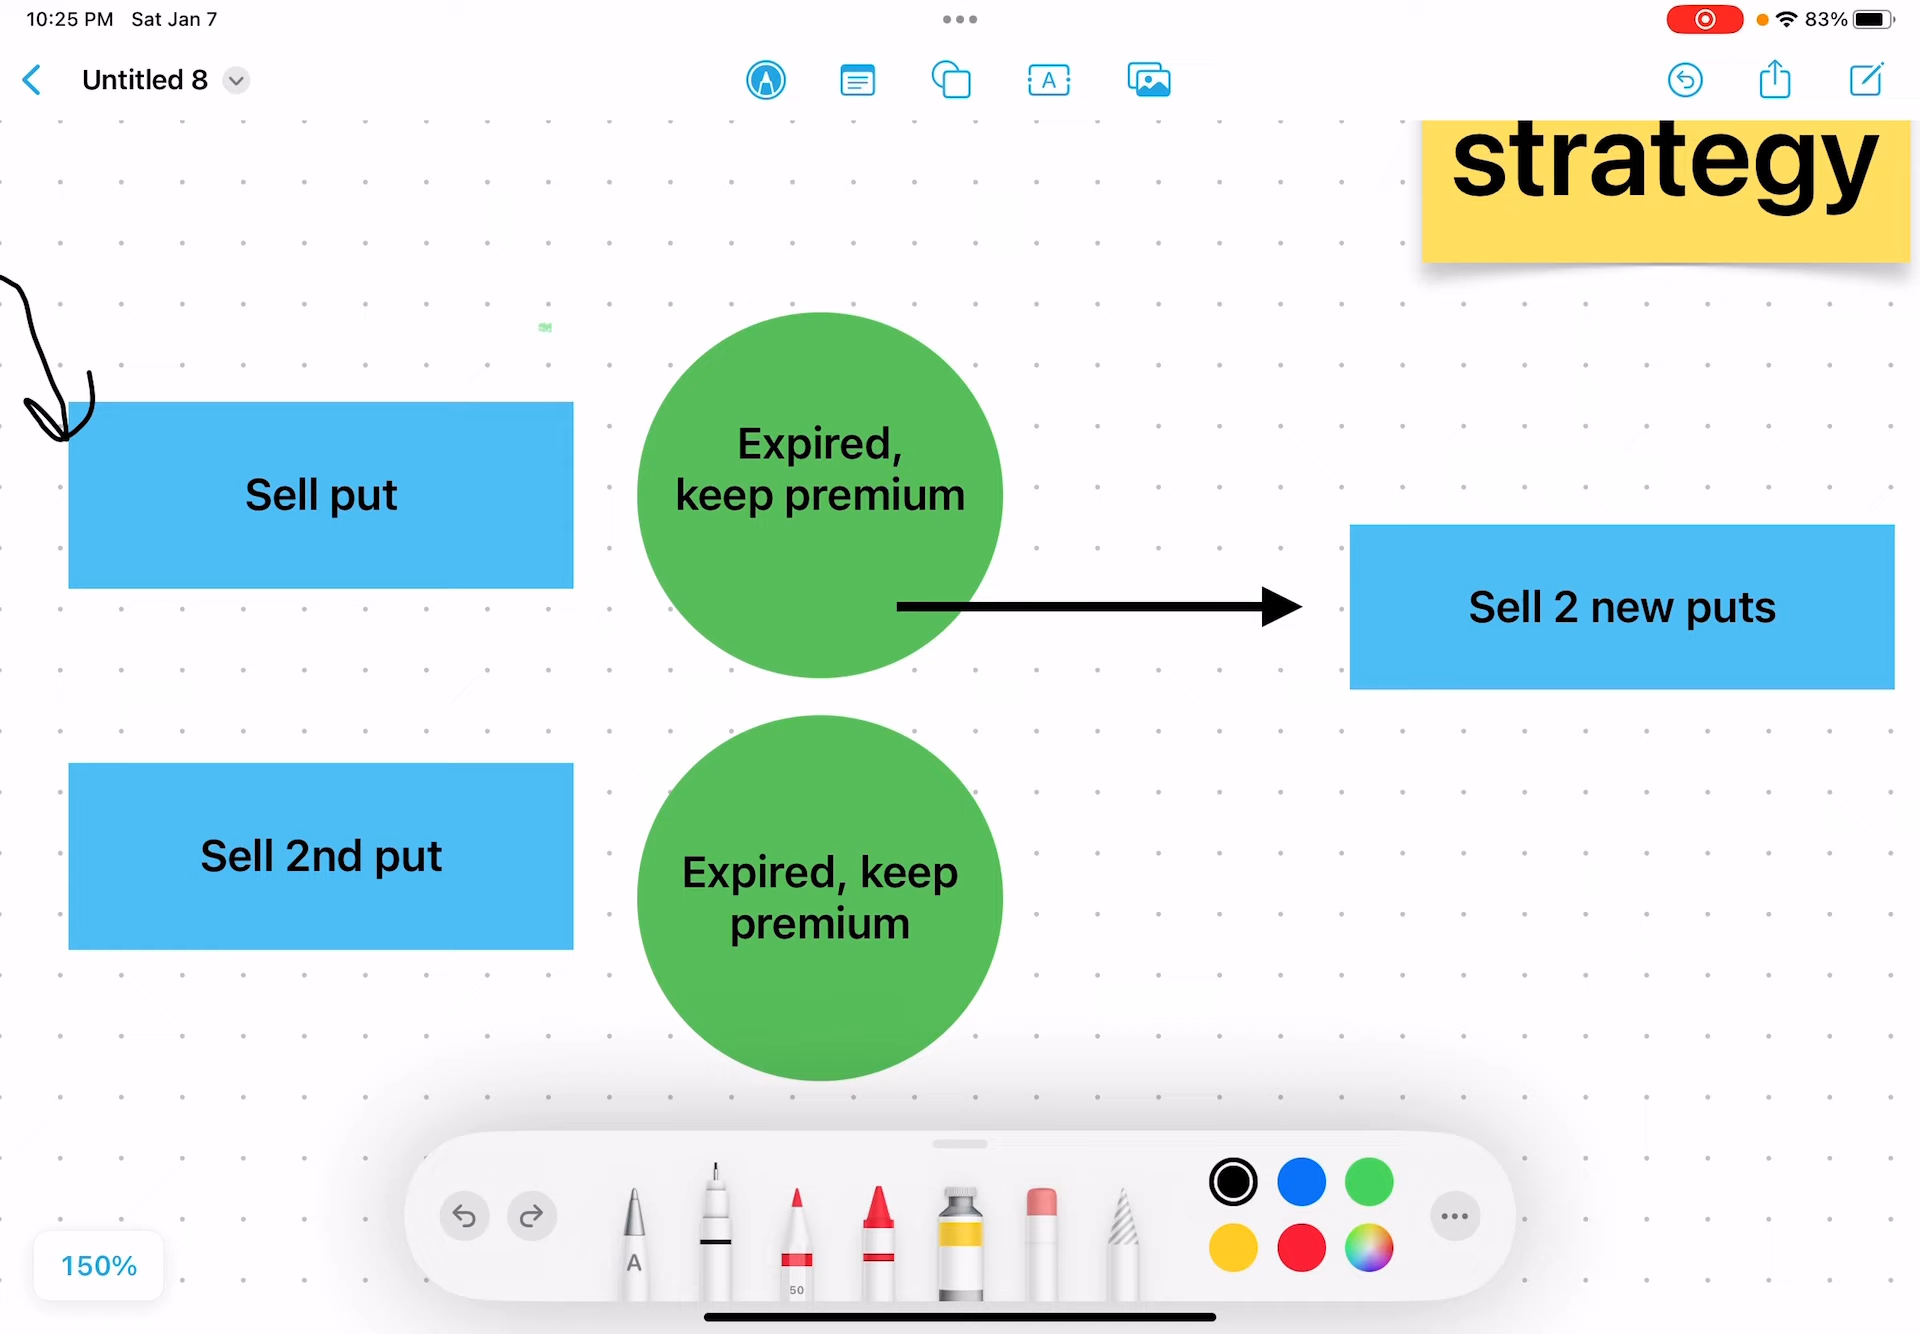 10:25 PM Sat Jan 7
83%
Untitled 8
A
strategy
Sell put
Expired,
keep premium
Sell 2 new puts
Sell 2nd put
Expired, keep
premium
A
50
150%